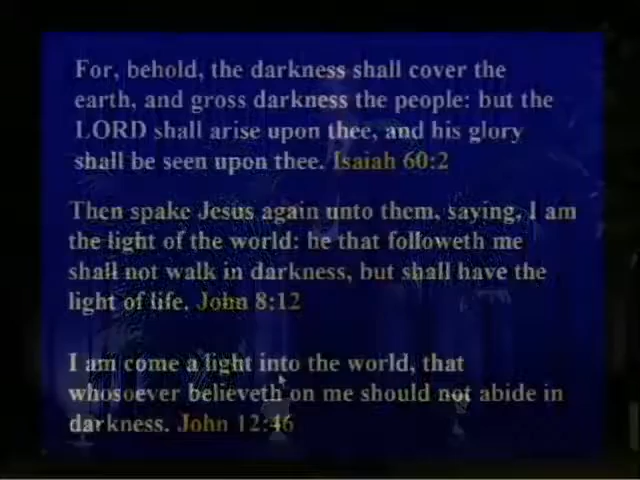 For, behold, the darkness shall cover the
earth, and gross darkness the people: but the
LORD shall arise upon thee, and his glory
shall be seen upon thee. Isaiah 60:2
Then spake Jesus again unto them, saying, I am
the light of the world: he that followeth me
shall not walk in darkness, but shall have the
light of life. John 8:12
I am come a light into the world, that
whosoever believeth on me should not abide in
darkness. John 12:46